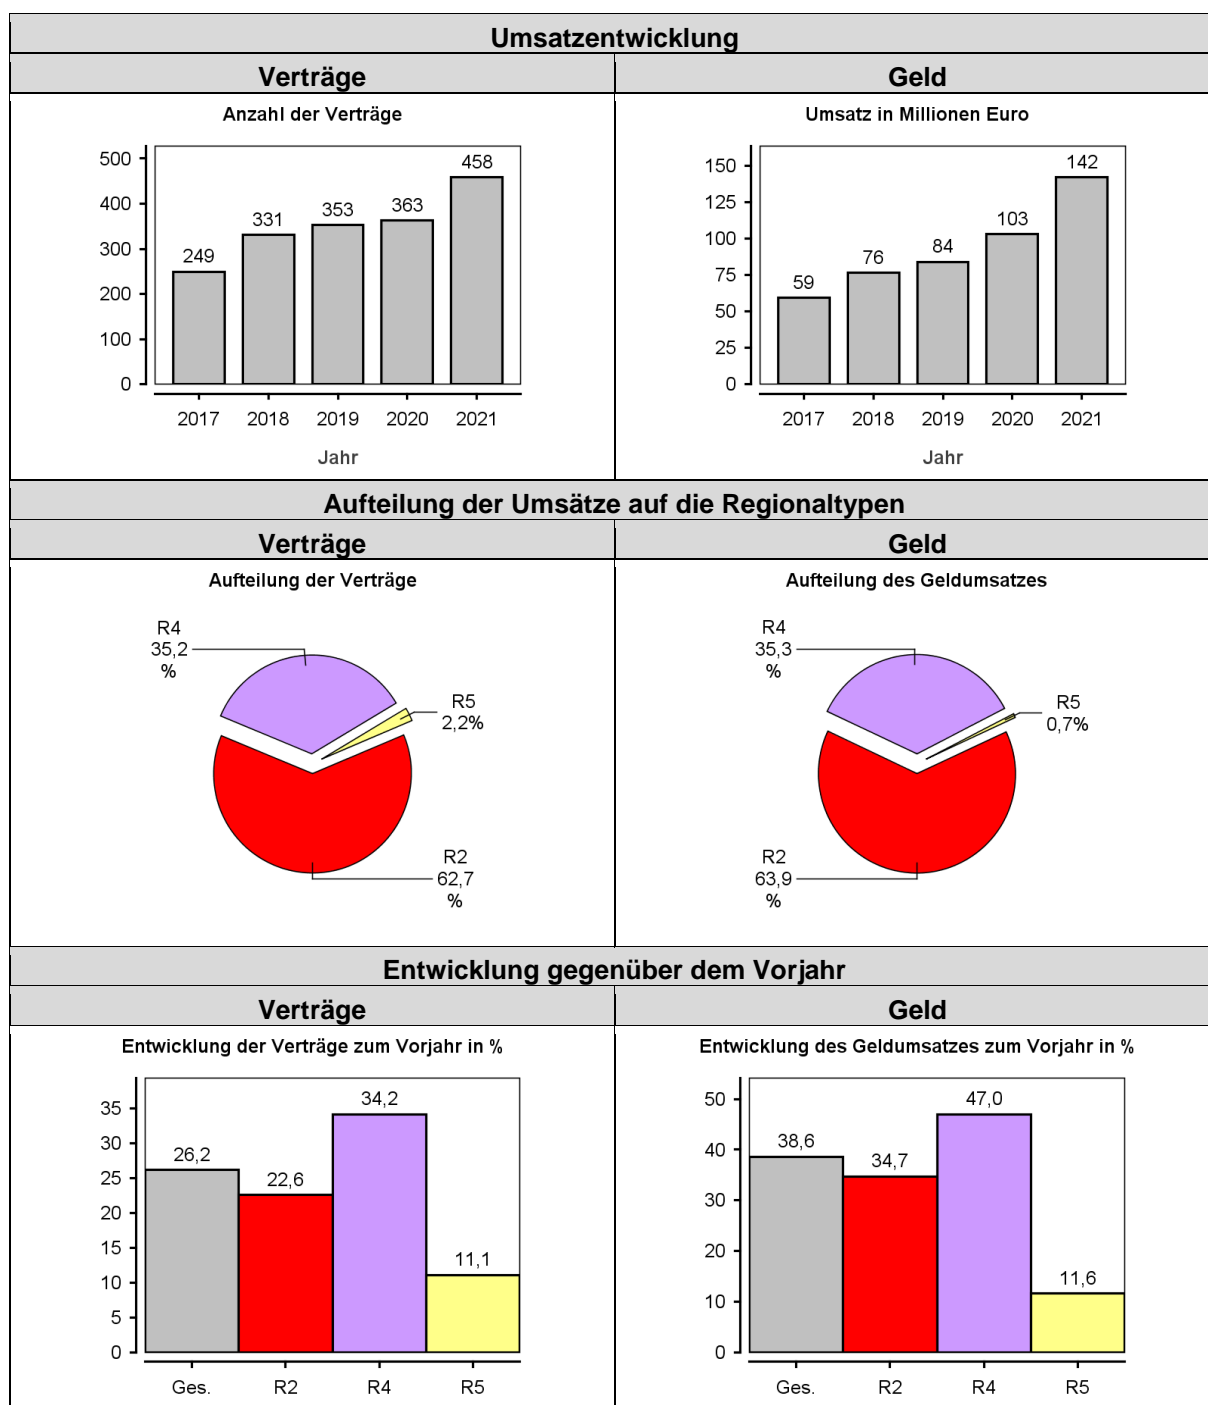 Umsatzentwicklung
Verträge
Geld
Anzahl der Verträge
500
400
300
200
100
0
249
331
353
363
458
2017 2018 2019 2020 2021
Jahr
Umsatz in Millionen Euro
150
125
100
75
50
25
0
59
76
84
103
142
2017 2018 2019 2020 2021
Jahr
Aufteilung der Umsätze auf die Regionaltypen
Verträge
Geld
Aufteilung der Verträge
R4
35,2
%
R5
2,2%
R2
62,7
%
Aufteilung des Geldumsatzes
R4
35,3
%
R5
0,7%
R2
63,9
%
Entwicklung gegenüber dem Vorjahr
Verträge
Geld
Entwicklung der Verträge zum Vorjahr in %
35
30
25
20
15
10
5
0
26,2
22,6
34,2
11,1
Ges. R2 R4 R5
Entwicklung des Geldumsatzes zum Vorjahr in %
50
40
30
20
10
0
38,6
34,7
47,0
11,6
Ges. R2 R4 R5